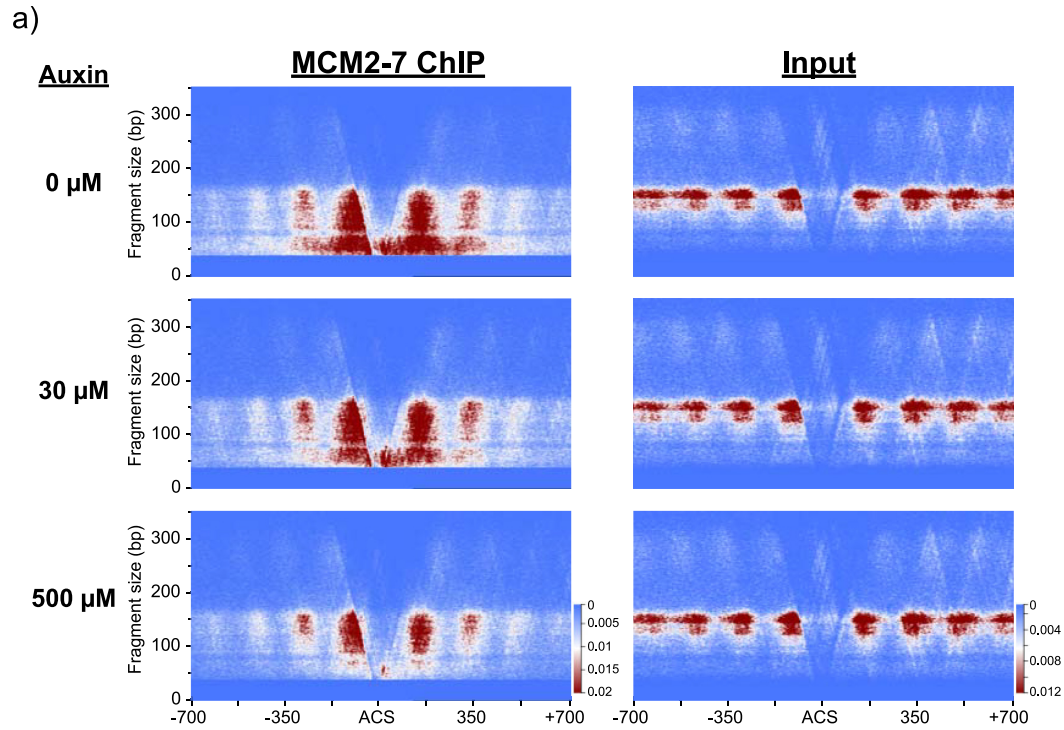 a)
Auxin
MCM2-7 ChIP
Input
0 µM
Fragment size (bp)
300
200
100
0
30 µM
Fragment size (bp)
300
200
100
0
500 µM
Fragment size (bp)
300
200
100
0
0
0.005
0.01
0.015
0.02
0
0.004
0.008
0.012
-700 -350 ACS 350 +700
-700 -350 ACS 350 +700